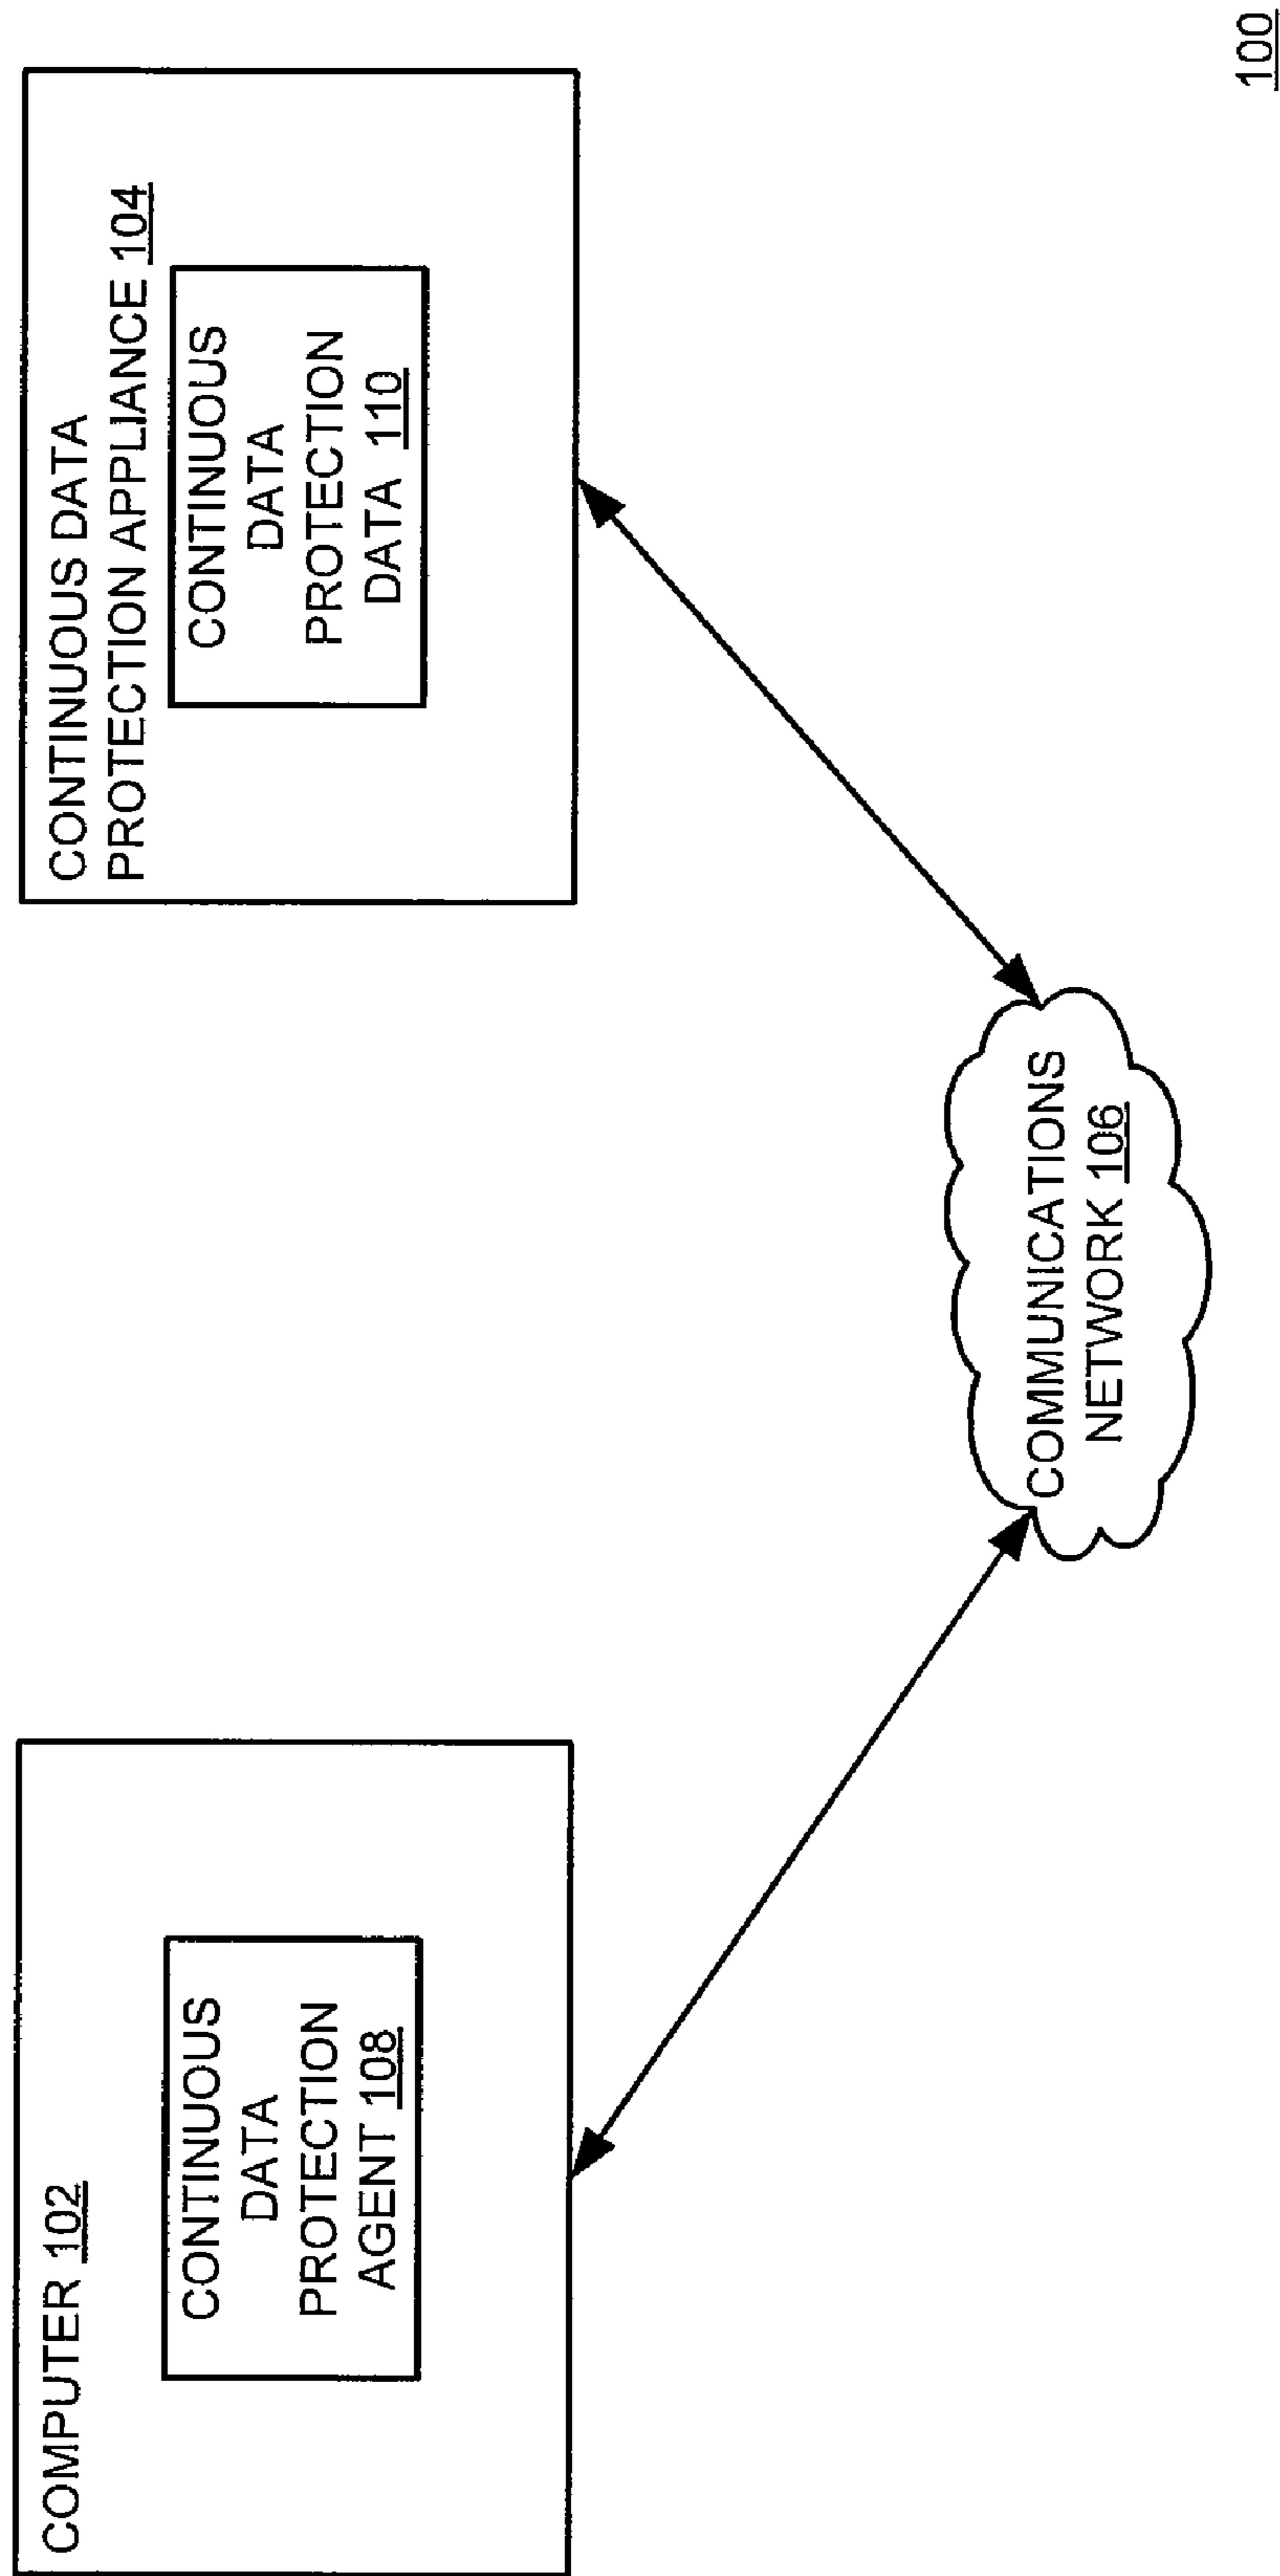 COMPUTER 102
CONTINUOUS
DATA
PROTECTION
AGENT 108
CONTINUOUS DATA
PROTECTION APPLIANCE 104
CONTINUOUS
DATA
PROTECTION
DATA 110
COMMUNICATIONS
NETWORK 106
100